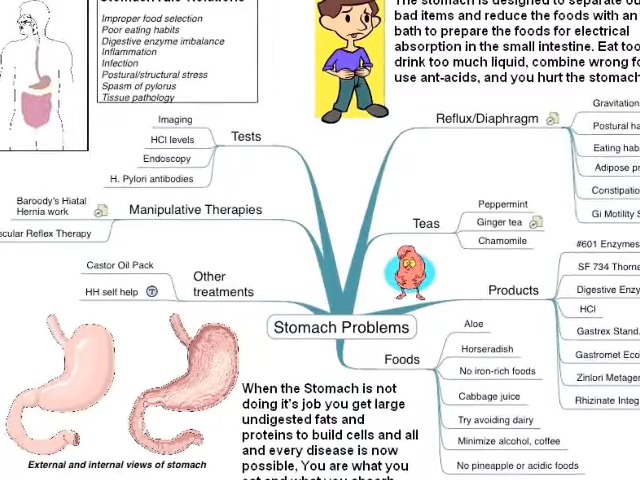 Improper food selection
Poor eating habits
Digestive enzyme imbalance
Inflammation
Infection
Postural/structural stress
Spasm of pylorus
Tissue pathology
The stomach is designed to separate ou
bad items and reduce the foods with an
bath to prepare the foods for electrical
absorption in the small intestine. Eat too
drink too much liquid, combine wrong fo
use ant-acids, and you hurt the stomach
Imaging
HCl levels
Endoscopy
H. Pylori antibodies
Tests
Baroody's Hiatal
Hernia work
scular Reflex Therapy
Manipulative Therapies
Castor Oil Pack
HH self help
Other
treatments
Stomach Problems
Reflux/Diaphragm
Gravitation
Postural ha
Eating hab
Adipose pr
Constipatio
Gi Motility S
Teas
Peppermint
Ginger tea
Chamomile
Products
#601 Enzymes
SF 734 Thorne
Digestive Enzy
HCl
Gastrex Stand.
Gastromet Eco
Zinlori Metager
Rhizinate Integ
Foods
Aloe
Horseradish
No iron-rich foods
Cabbage juice
Try avoiding dairy
Minimize alcohol, coffee
No pineapple or acidic foods
External and internal views of stomach
When the Stomach is not
doing it's job you get large
undigested fats and
proteins to build cells and all
and every disease is now
possible, You are what you
eat and what you absorb